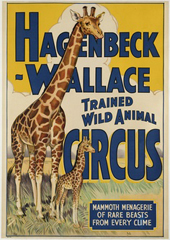 HAGENBECK
-WALLACE
TRAINED
WILD ANIMAL
CIRCUS
MAMMOTH MENAGERIE
OF RARE BEASTS
FROM EVERY CLIME